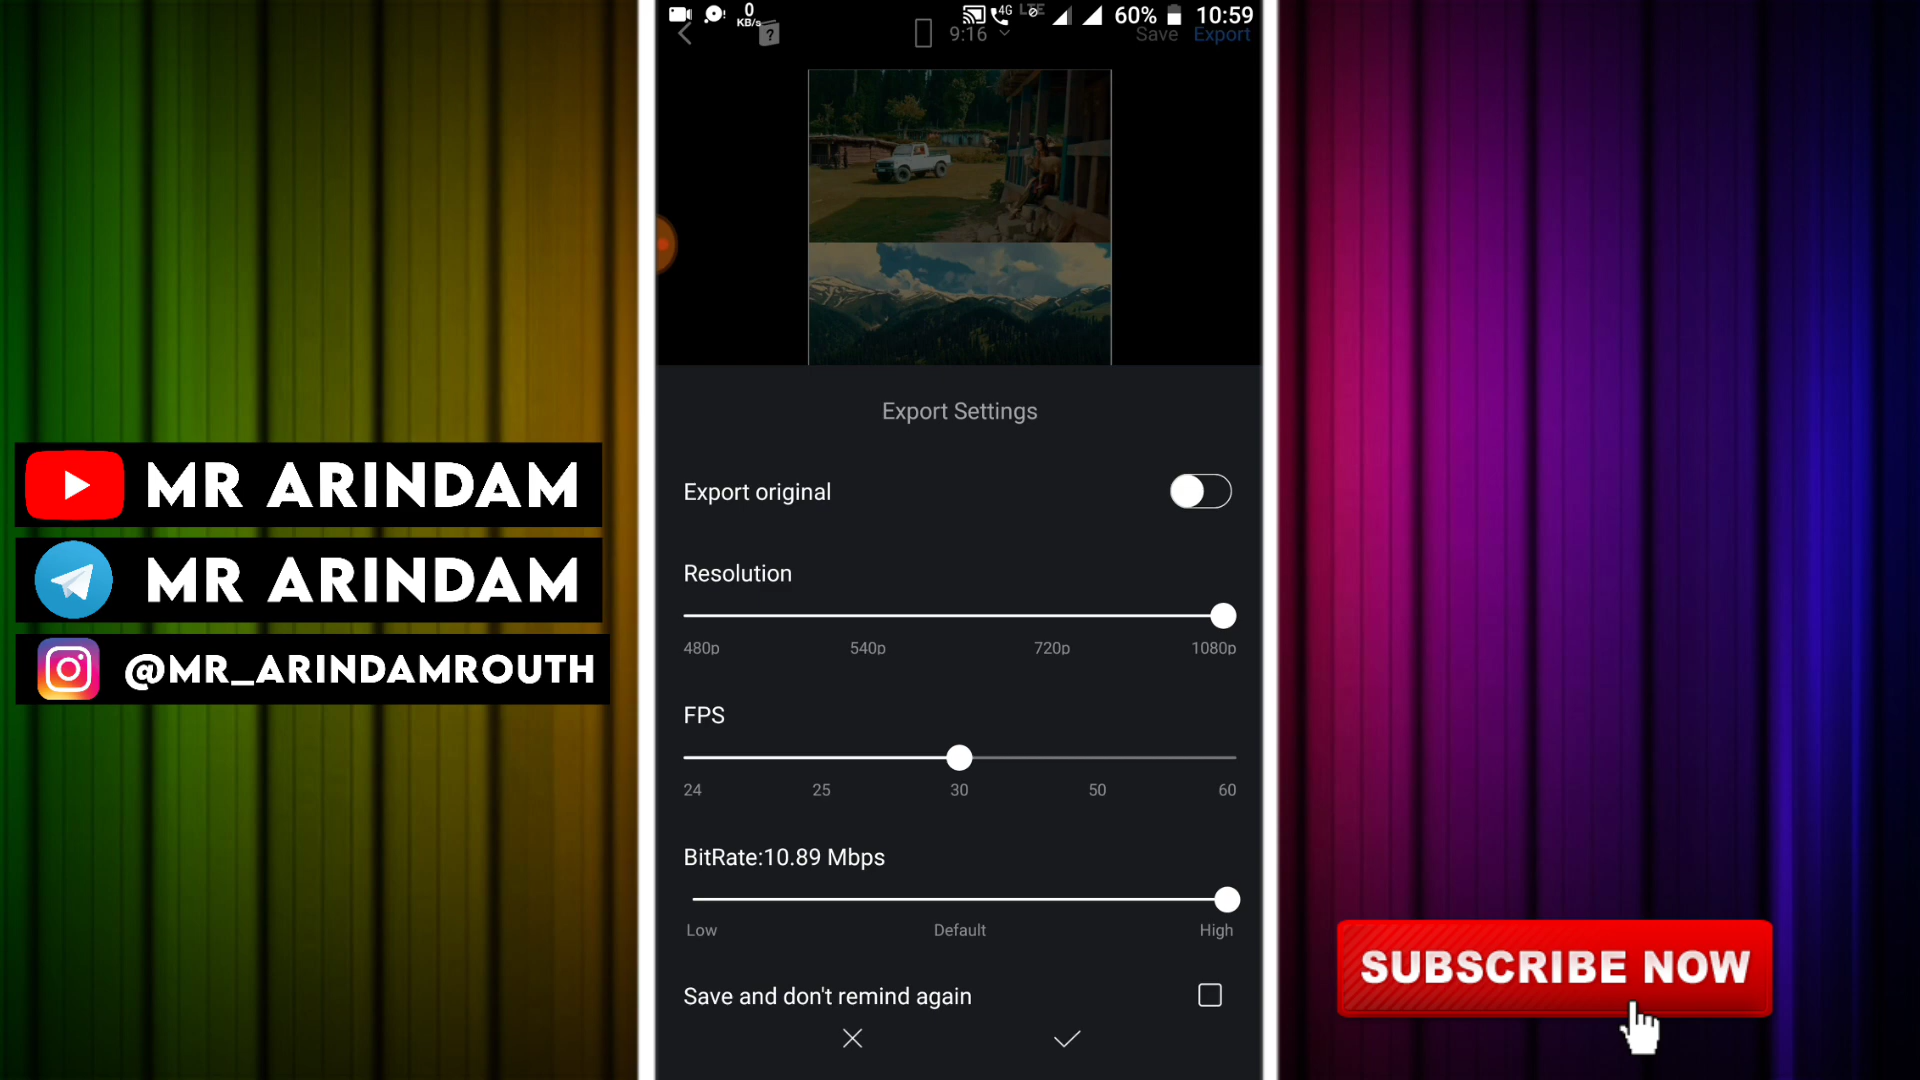 0
KB/s
4G
LTE
60%
10:59
?
9:16
Save
Export
MR ARINDAM
MR ARINDAM
@MR_ARINDAMROUTH
Export Settings
Export original
Resolution
480p 540p 720p 1080p
FPS
24 25 30 50 60
BitRate:10.89 Mbps
Low Default High
Save and don't remind again
SUBSCRIBE NOW